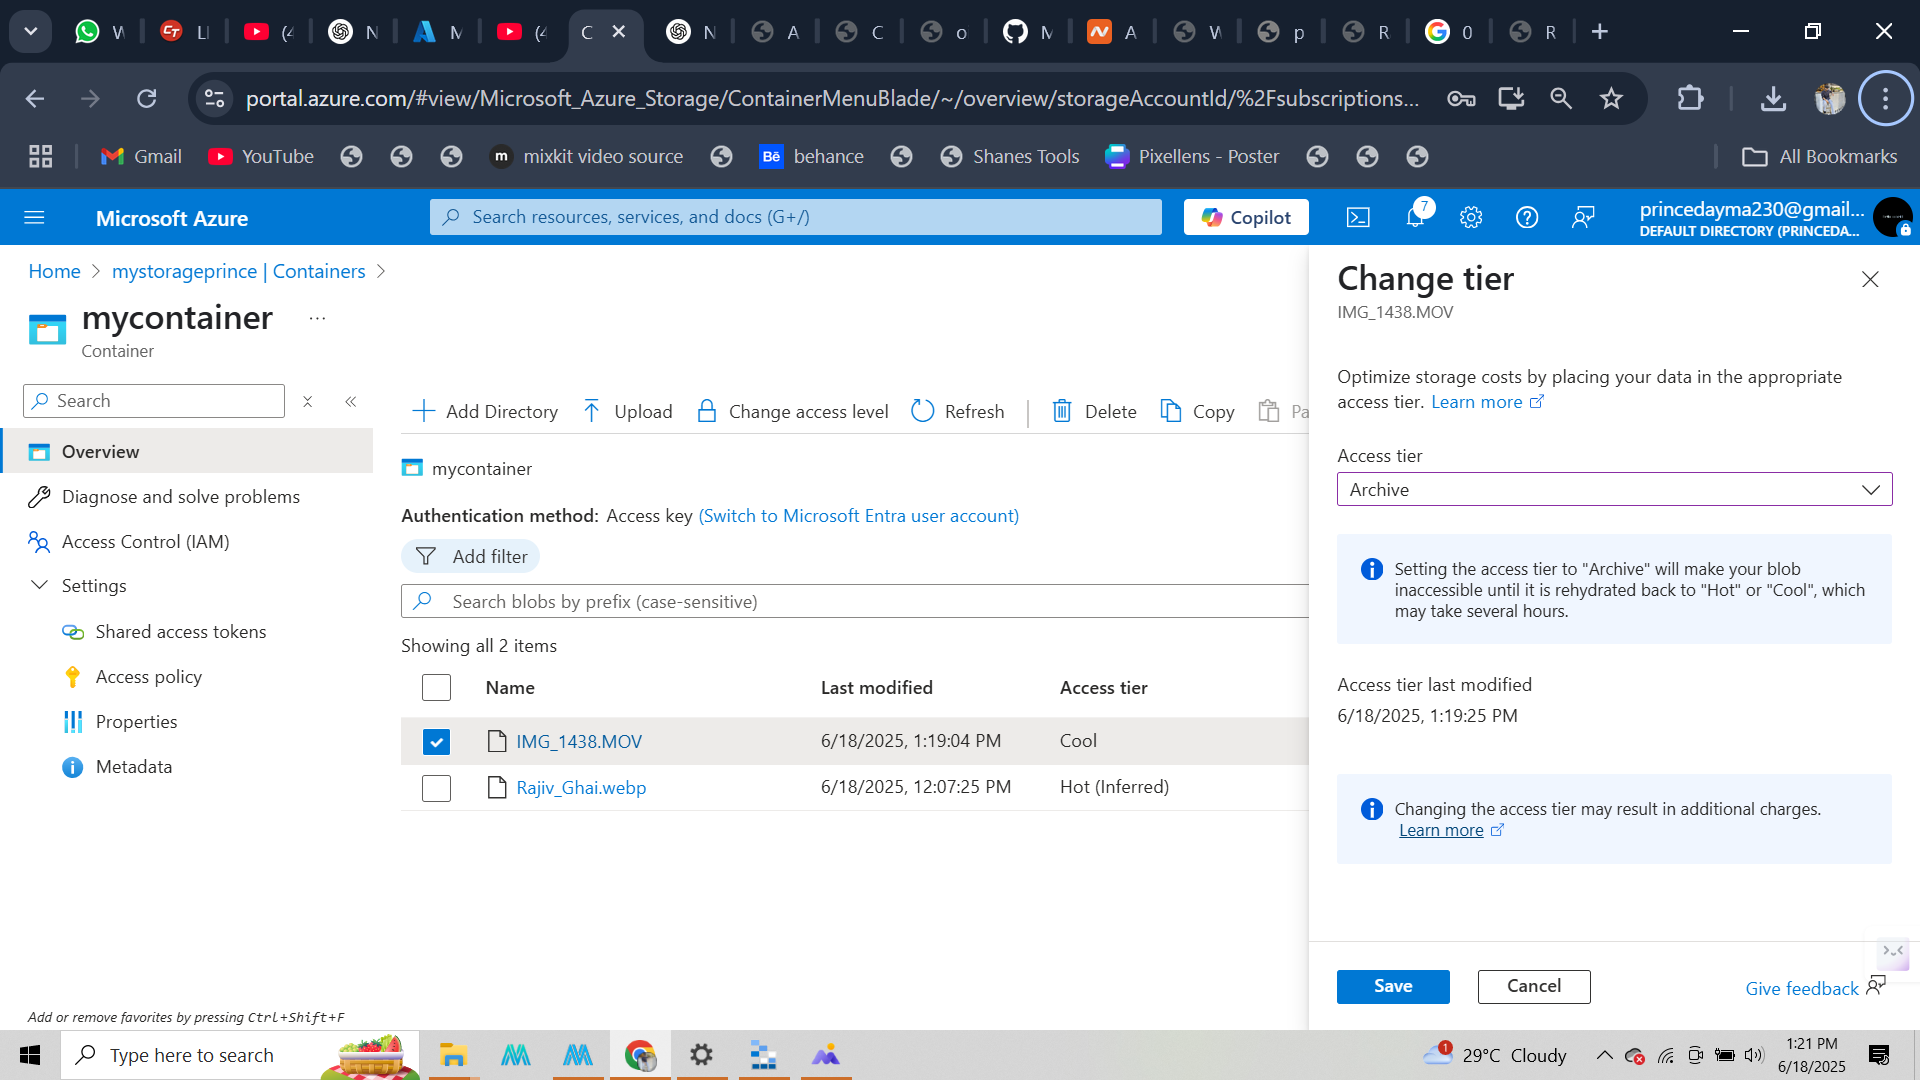 W
LI
(4
N
M
(4
C
N
A
C
o
M
A
W
p
R
0
R
portal.azure.com/#view/Microsoft_Azure_Storage/ContainerMenuBlade/~/overview/storageAccountId/%2Fsubscriptions...
Gmail
YouTube
m
mixkit video source
Bē
behance
Shanes Tools
Pixellens - Poster
All Bookmarks
Microsoft Azure
Search resources, services, and docs (G+/)
Copilot
7
princedayma230@gmail...
DEFAULT DIRECTORY (PRINCEDA...
Home
mystorageprince | Containers
mycontainer
...
Container
Search
Overview
Diagnose and solve problems
Access Control (IAM)
Settings
Shared access tokens
Access policy
Properties
Metadata
Add or remove favorites by pressing Ctrl+Shift+F
Add Directory
Upload
Change access level
Refresh
Delete
Copy
Pa
mycontainer
Authentication method: Access key (Switch to Microsoft Entra user account)
Add filter
Search blobs by prefix (case-sensitive)
Showing all 2 items
Name
Last modified
Access tier
IMG_1438.MOV
6/18/2025, 1:19:04 PM
Cool
Rajiv_Ghai.webp
6/18/2025, 12:07:25 PM
Hot (Inferred)
Change tier
IMG_1438.MOV
Optimize storage costs by placing your data in the appropriate
access tier. Learn more
Access tier
Archive
Setting the access tier to "Archive" will make your blob
inaccessible until it is rehydrated back to "Hot" or "Cool", which
may take several hours.
Access tier last modified
6/18/2025, 1:19:25 PM
Changing the access tier may result in additional charges.
Learn more
Save
Cancel
Give feedback
Type here to search
1
29°C Cloudy
1:21 PM
6/18/2025